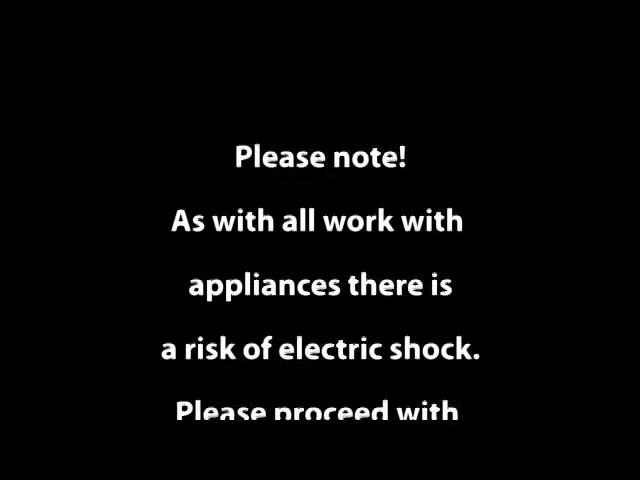 Please note!
As with all work with
appliances there is
a risk of electric shock.
Please proceed with